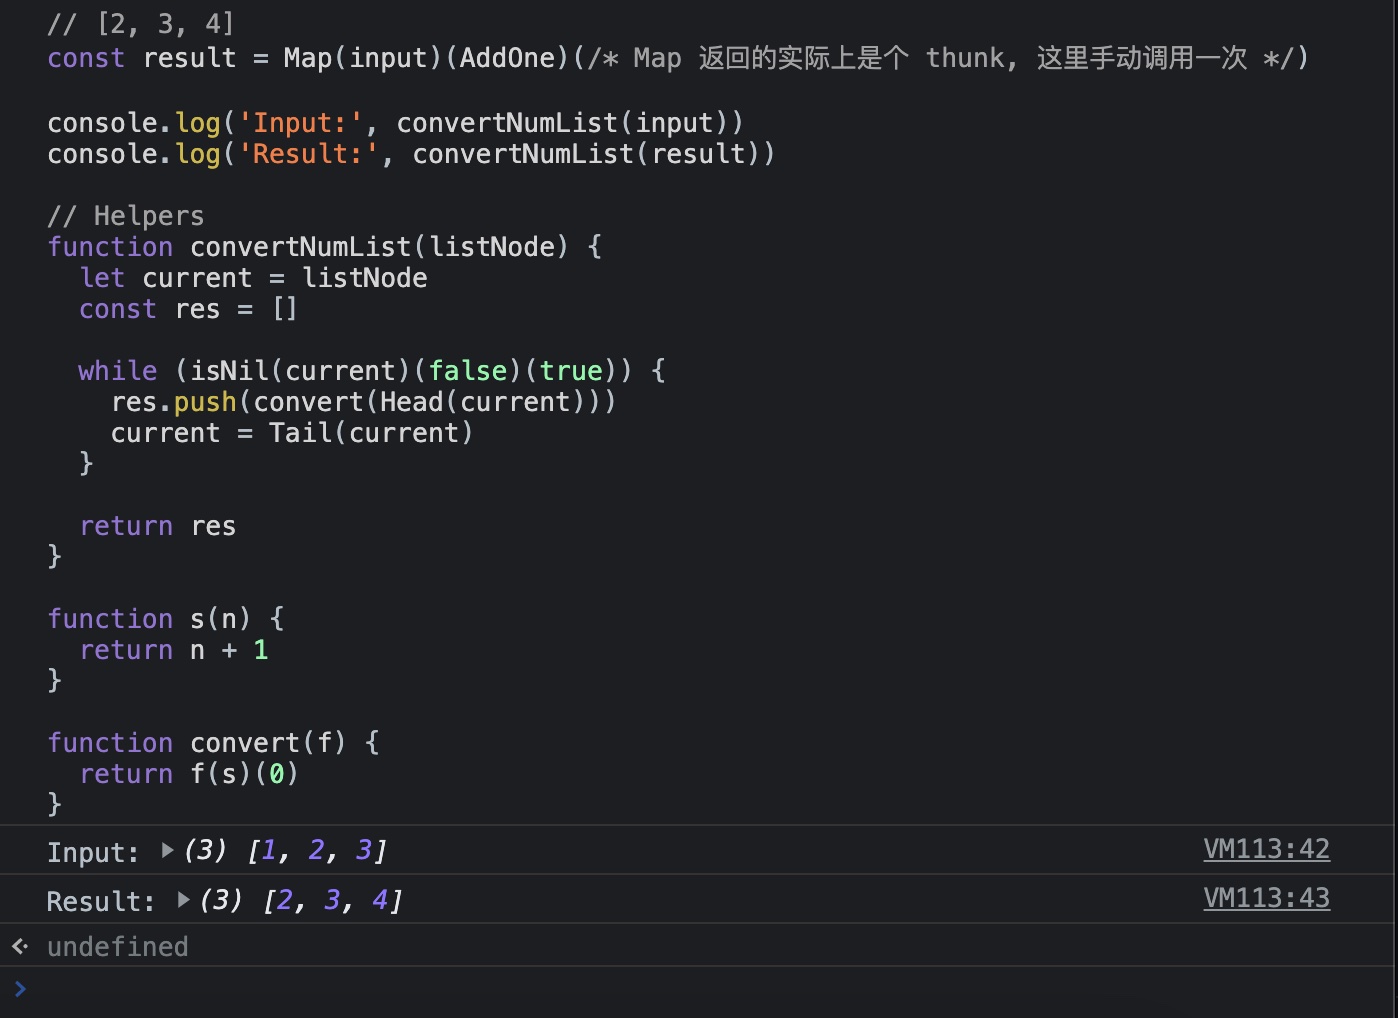 // [2, 3, 4]
const result = Map(input)(AddOne)(/* Map 返回的实际上是个 thunk, 这里手动调用一次 */)
console.log('Input:', convertNumList(input))
console.log('Result:', convertNumList(result))
// Helpers
function convertNumList(listNode) {
  let current = listNode
  const res = []
  while (isNil(current)(false)(true)) {
    res.push(convert(Head(current)))
    current = Tail(current)
  }
  return res
}
function s(n) {
  return n + 1
}
function convert(f) {
  return f(s)(0)
}
Input: ▶(3) [1, 2, 3] VM113:42
Result: ▶(3) [2, 3, 4] VM113:43
undefined